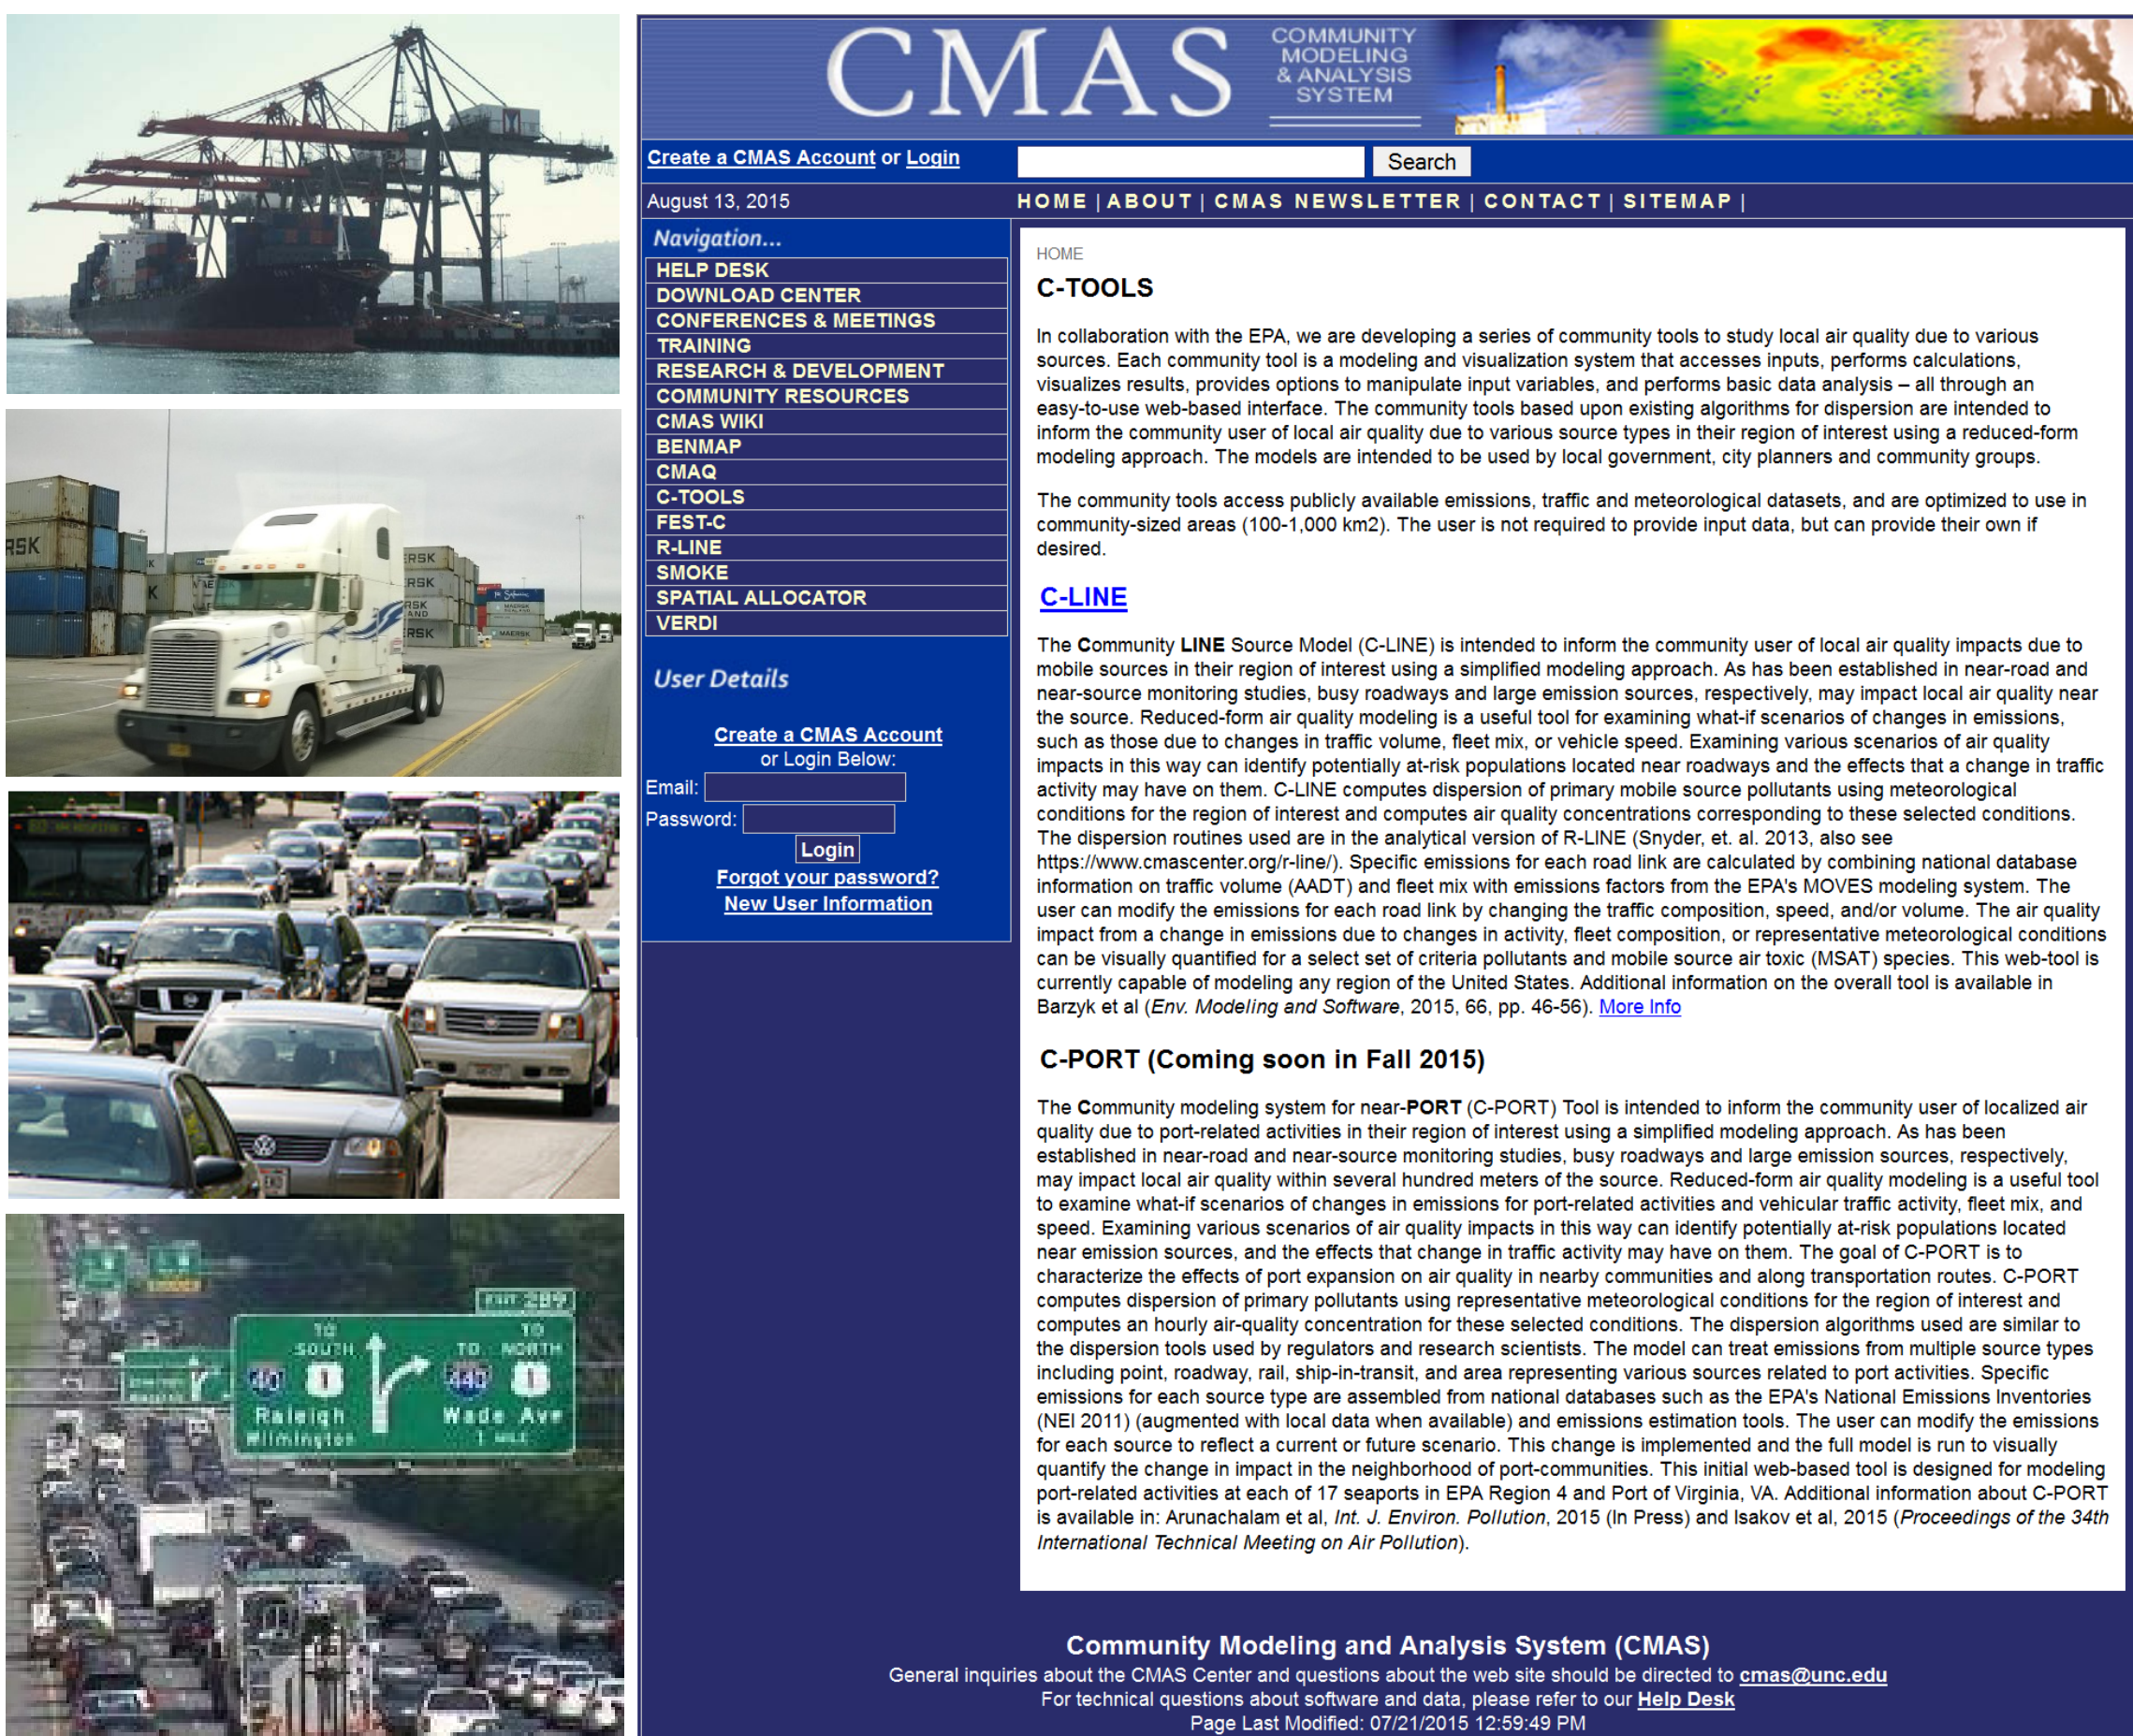 CMAS
COMMUNITY
MODELING
& ANALYSIS
SYSTEM
Create a CMAS Account or Login
Search
August 13, 2015
HOME | ABOUT | CMAS NEWSLETTER | CONTACT | SITEMAP |
Navigation...
HELP DESK
DOWNLOAD CENTER
CONFERENCES & MEETINGS
TRAINING
RESEARCH & DEVELOPMENT
COMMUNITY RESOURCES
CMAS WIKI
BENMAP
CMAQ
C-TOOLS
FEST-C
R-LINE
SMOKE
SPATIAL ALLOCATOR
VERDI
User Details
Create a CMAS Account
or Login Below:
Email:
Password:
Login
Forgot your password?
New User Information
HOME
C-TOOLS
In collaboration with the EPA, we are developing a series of community tools to study local air quality due to various
sources. Each community tool is a modeling and visualization system that accesses inputs, performs calculations,
visualizes results, provides options to manipulate input variables, and performs basic data analysis – all through an
easy-to-use web-based interface. The community tools based upon existing algorithms for dispersion are intended to
inform the community user of local air quality due to various source types in their region of interest using a reduced-form
modeling approach. The models are intended to be used by local government, city planners and community groups.
The community tools access publicly available emissions, traffic and meteorological datasets, and are optimized to use in
community-sized areas (100-1,000 km2). The user is not required to provide input data, but can provide their own if
desired.
C-LINE
The Community LINE Source Model (C-LINE) is intended to inform the community user of local air quality impacts due to
mobile sources in their region of interest using a simplified modeling approach. As has been established in near-road and
near-source monitoring studies, busy roadways and large emission sources, respectively, may impact local air quality near
the source. Reduced-form air quality modeling is a useful tool for examining what-if scenarios of changes in emissions,
such as those due to changes in traffic volume, fleet mix, or vehicle speed. Examining various scenarios of air quality
impacts in this way can identify potentially at-risk populations located near roadways and the effects that a change in traffic
activity may have on them. C-LINE computes dispersion of primary mobile source pollutants using meteorological
conditions for the region of interest and computes air quality concentrations corresponding to these selected conditions.
The dispersion routines used are in the analytical version of R-LINE (Snyder, et. al. 2013, also see
https://www.cmascenter.org/r-line/). Specific emissions for each road link are calculated by combining national database
information on traffic volume (AADT) and fleet mix with emissions factors from the EPA's MOVES modeling system. The
user can modify the emissions for each road link by changing the traffic composition, speed, and/or volume. The air quality
impact from a change in emissions due to changes in activity, fleet composition, or representative meteorological conditions
can be visually quantified for a select set of criteria pollutants and mobile source air toxic (MSAT) species. This web-tool is
currently capable of modeling any region of the United States. Additional information on the overall tool is available in
Barzyk et al (Env. Modeling and Software, 2015, 66, pp. 46-56). More Info
C-PORT (Coming soon in Fall 2015)
The Community modeling system for near-PORT (C-PORT) Tool is intended to inform the community user of localized air
quality due to port-related activities in their region of interest using a simplified modeling approach. As has been
established in near-road and near-source monitoring studies, busy roadways and large emission sources, respectively,
may impact local air quality within several hundred meters of the source. Reduced-form air quality modeling is a useful tool
to examine what-if scenarios of changes in emissions for port-related activities and vehicular traffic activity, fleet mix, and
speed. Examining various scenarios of air quality impacts in this way can identify potentially at-risk populations located
near emission sources, and the effects that change in traffic activity may have on them. The goal of C-PORT is to
characterize the effects of port expansion on air quality in nearby communities and along transportation routes. C-PORT
computes dispersion of primary pollutants using representative meteorological conditions for the region of interest and
computes an hourly air-quality concentration for these selected conditions. The dispersion algorithms used are similar to
the dispersion tools used by regulators and research scientists. The model can treat emissions from multiple source types
including point, roadway, rail, ship-in-transit, and area representing various sources related to port activities. Specific
emissions for each source type are assembled from national databases such as the EPA's National Emissions Inventories
(NEI 2011) (augmented with local data when available) and emissions estimation tools. The user can modify the emissions
for each source to reflect a current or future scenario. This change is implemented and the full model is run to visually
quantify the change in impact in the neighborhood of port-communities. This initial web-based tool is designed for modeling
port-related activities at each of 17 seaports in EPA Region 4 and Port of Virginia, VA. Additional information about C-PORT
is available in: Arunachalam et al, Int. J. Environ. Pollution, 2015 (In Press) and Isakov et al, 2015 (Proceedings of the 34th
International Technical Meeting on Air Pollution).
Community Modeling and Analysis System (CMAS)
General inquiries about the CMAS Center and questions about the web site should be directed to cmas@unc.edu
For technical questions about software and data, please refer to our Help Desk
Page Last Modified: 07/21/2015 12:59:49 PM
RSK
ERSK
ERSK
RSK
ERSK
MAERSK
MAERSK
EXIT 289
TO
SOUTH
TO NORTH
40 1
440 1
Raleigh
Wilmington
Wade Ave
1 MILE